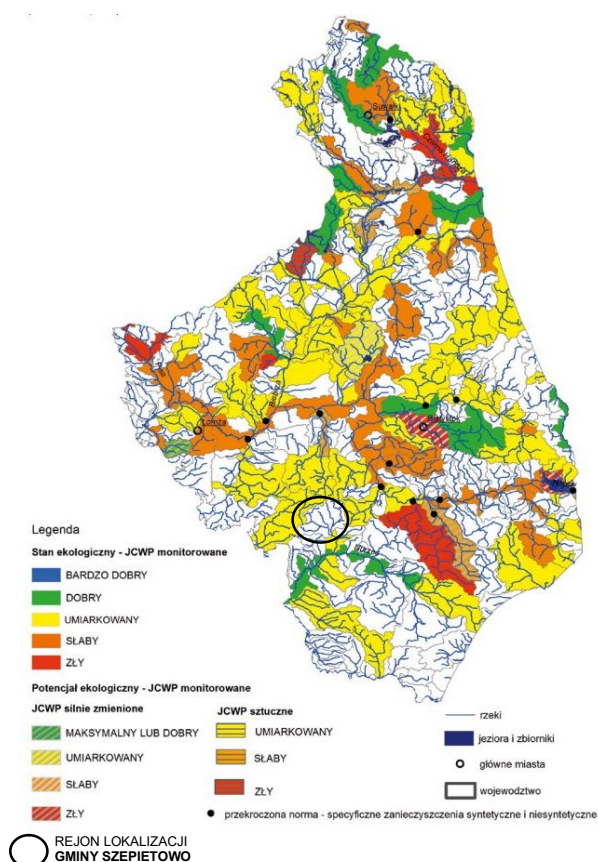 Suwałki
Łomża
Biebrza
Legenda
Stan ekologiczny - JCWP monitorowane
BARDZO DOBRY
DOBRY
UMIARKOWANY
SŁABY
ZŁY
Potencjał ekologiczny - JCWP monitorowane
JCWP silnie zmienione
MAKSYMALNY LUB DOBRY
UMIARKOWANY
SŁABY
ZŁY
JCWP sztuczne
UMIARKOWANY
SŁABY
ZŁY
rzeki
jeziora i zbiorniki
główne miasta
wojewodztwo
przekroczona norma - specyficzne zanieczyszczenia syntetyczne i niesyntetyczne
REJON LOKALIZACJI
GMINY SZEPIETOWO